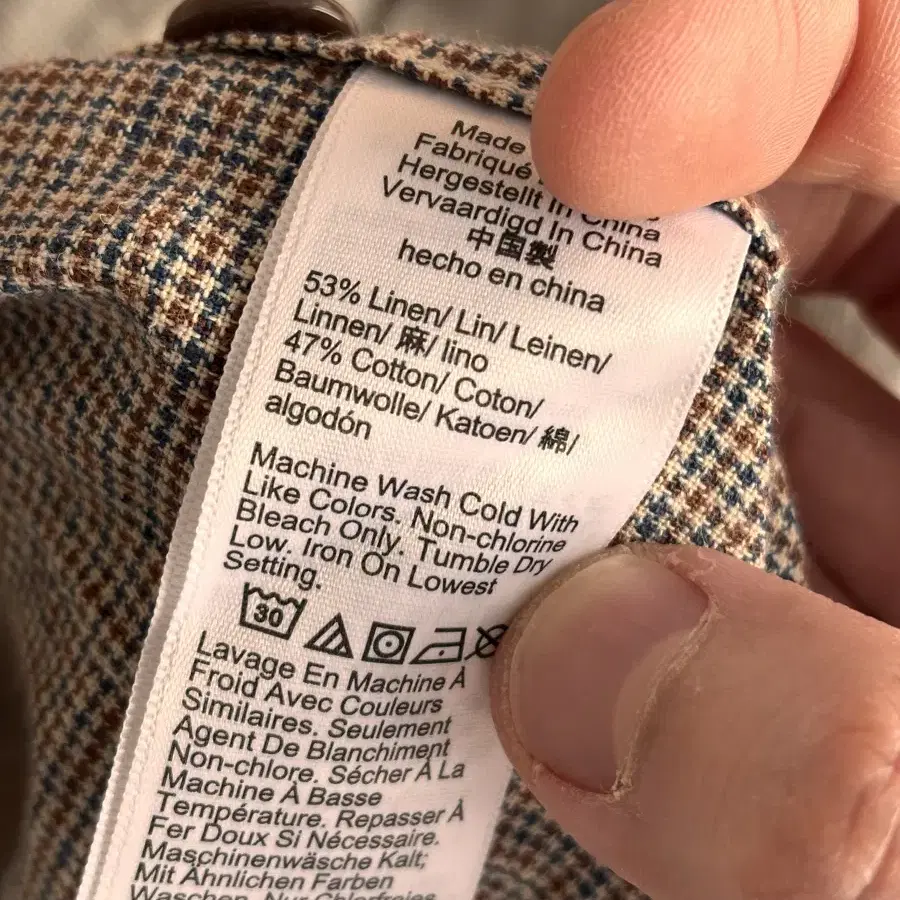 Made
Fabriqué
Hergestellt In China
Vervaardigd In China
中国製
hecho en china
53% Linen/ Lin/ Leinen/
Linnen/ 麻/ lino
47% Cotton/ Coton/
Baumwolle/ Katoen/ 綿/
algodón
Machine Wash Cold With
Like Colors. Non-chlorine
Bleach Only. Tumble Dry
Low. Iron On Lowest
Setting.
30
Lavage En Machine À
Froid Avec Couleurs
Similaires. Seulement
Agent De Blanchiment
Non-chlore. Sécher À La
Machine À Basse
Température. Repasser À
Fer Doux Si Nécessaire.
Maschinenwäsche Kalt;
Mit Ähnlichen Farben
Waschen. Nur Chlorfreies